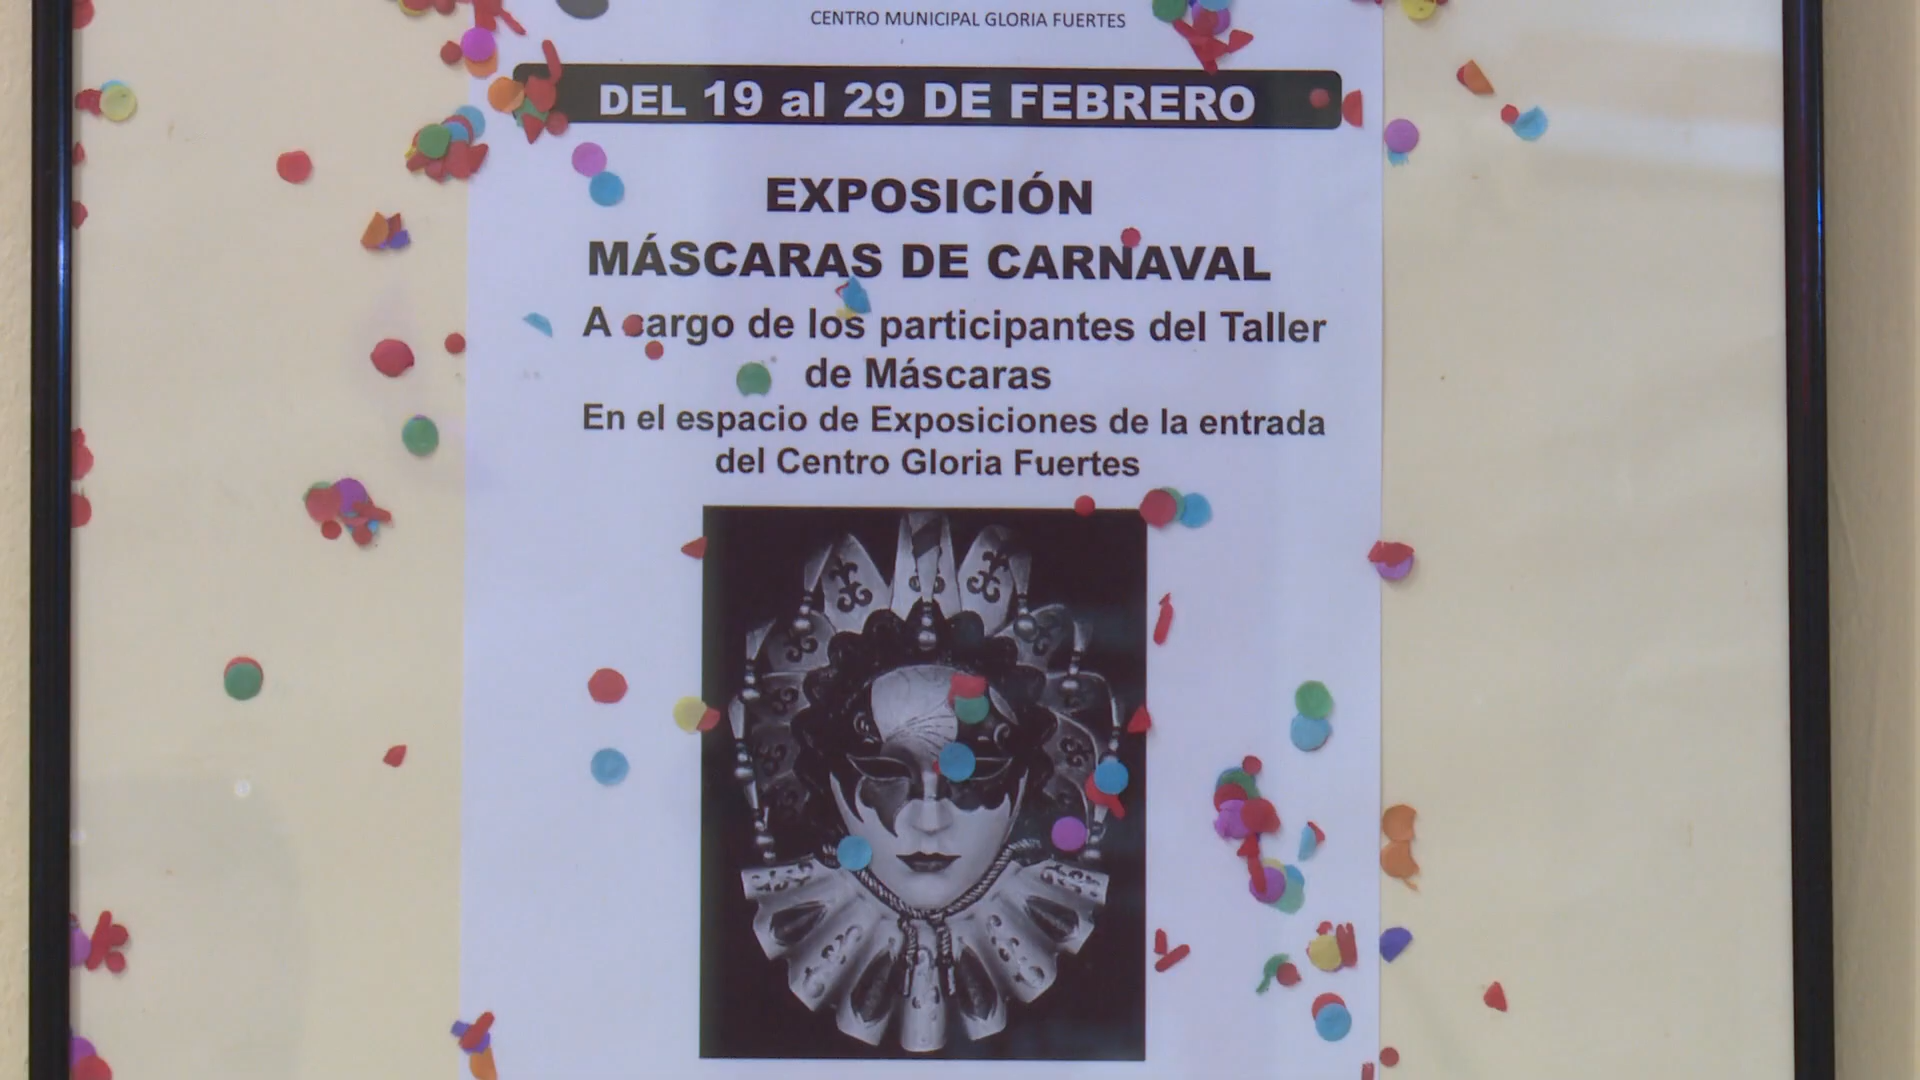 CENTRO MUNICIPAL GLORIA FUERTES
DEL 19 al 29 DE FEBRERO
EXPOSICIÓN
MÁSCARAS DE CARNAVAL
A cargo de los participantes del Taller
de Máscaras
En el espacio de Exposiciones de la entrada
del Centro Gloria Fuertes